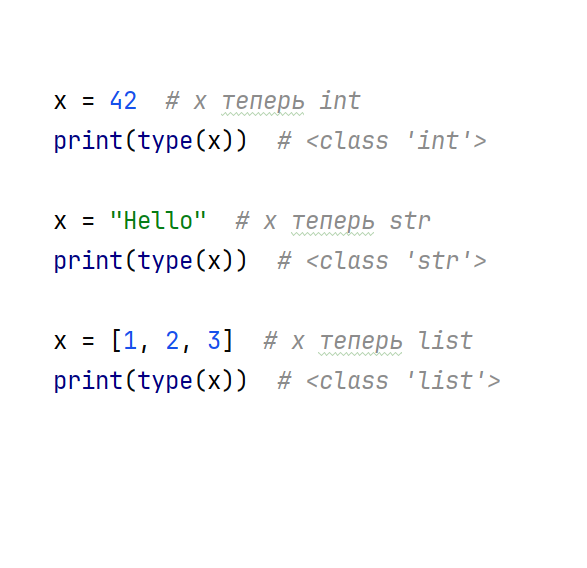 x = 42  # x теперь int
print(type(x))  # <class 'int'>
x = "Hello"  # x теперь str
print(type(x))  # <class 'str'>
x = [1, 2, 3]  # x теперь list
print(type(x))  # <class 'list'>